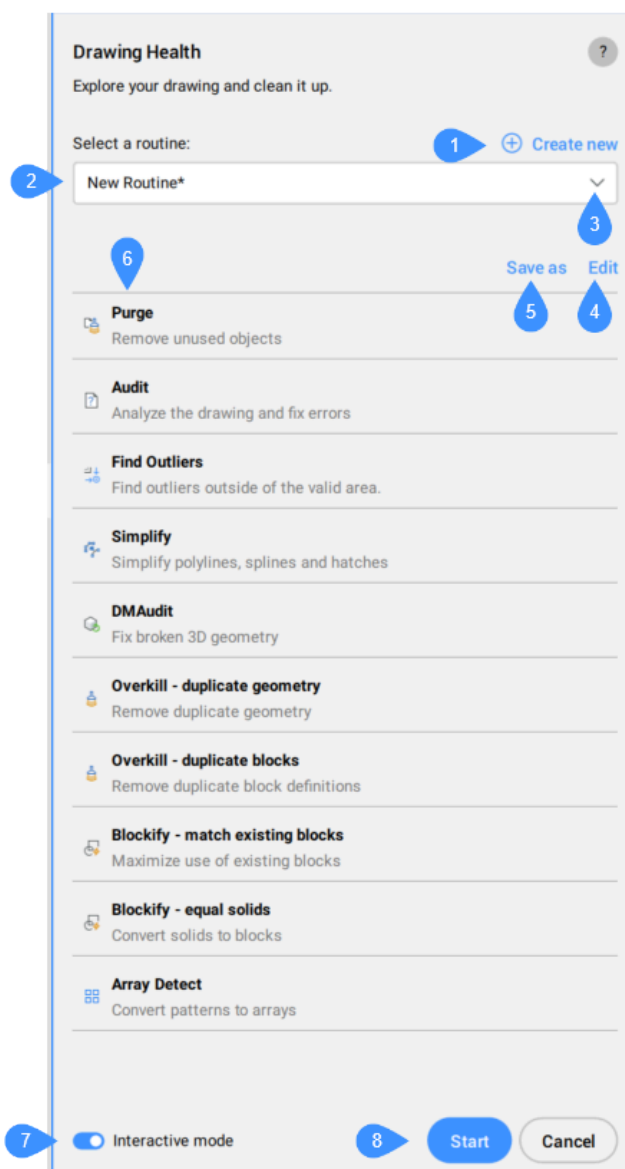 Drawing Health
?
Explore your drawing and clean it up.
Select a routine:
1
Create new
2
New Routine*
3
6
Save as
Edit
5
4
Purge
Remove unused objects
Audit
Analyze the drawing and fix errors
Find Outliers
Find outliers outside of the valid area.
Simplify
Simplify polylines, splines and hatches
DMAudit
Fix broken 3D geometry
Overkill - duplicate geometry
Remove duplicate geometry
Overkill - duplicate blocks
Remove duplicate block definitions
Blockify - match existing blocks
Maximize use of existing blocks
Blockify - equal solids
Convert solids to blocks
Array Detect
Convert patterns to arrays
7
Interactive mode
8
Start
Cancel